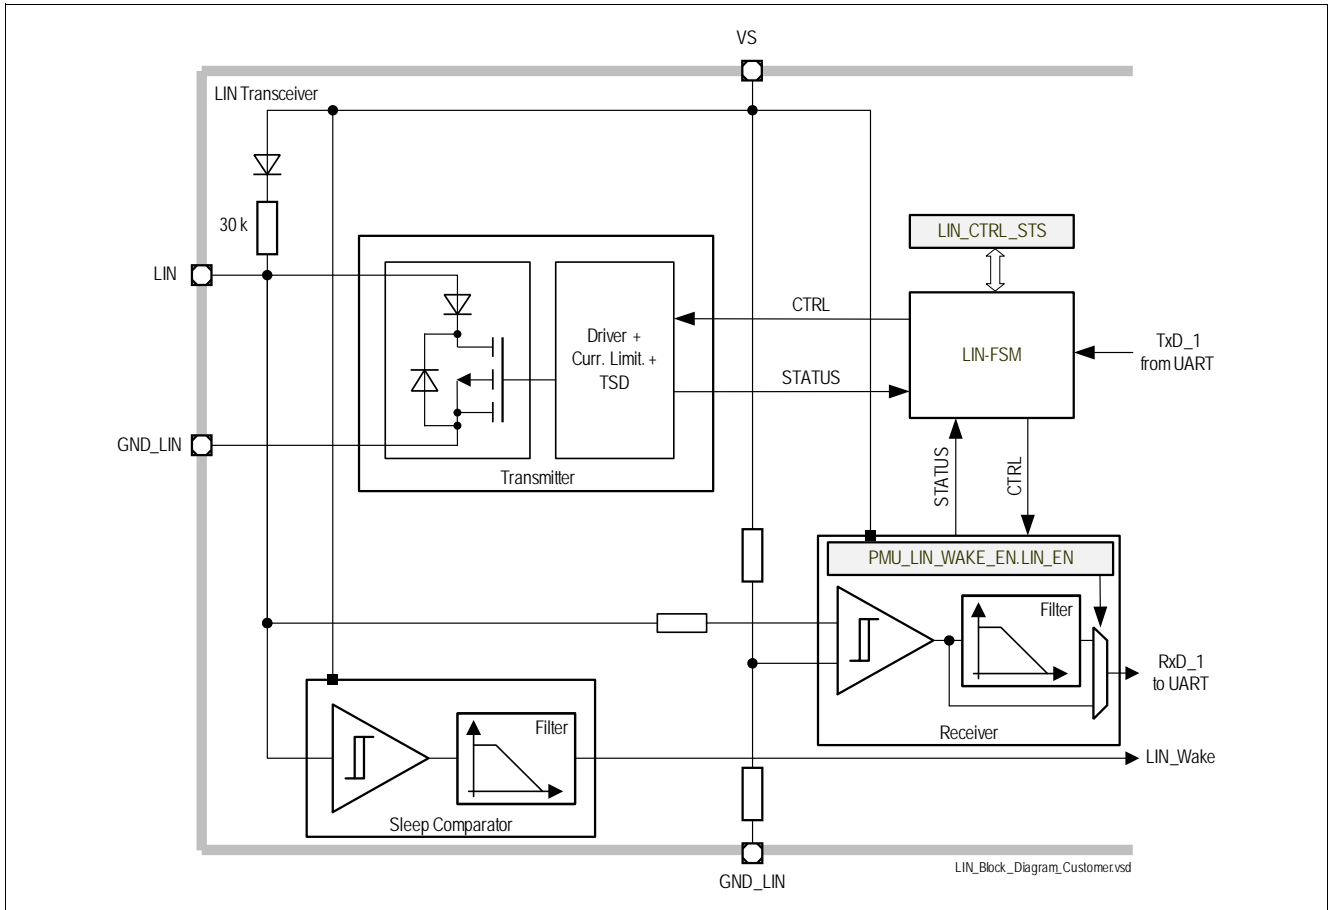 VS
LIN Transceiver
30 k
LIN_CTRL_STS
LIN
CTRL
Driver +
Curr. Limit. +
TSD
LIN-FSM
TxD_1
from UART
STATUS
GND_LIN
Transmitter
STATUS
CTRL
PMU_LIN_WAKE_EN.LIN_EN
Filter
RxD_1
to UART
Receiver
Filter
LIN_Wake
Sleep Comparator
GND_LIN
LIN_Block_Diagram_Customer.vsd